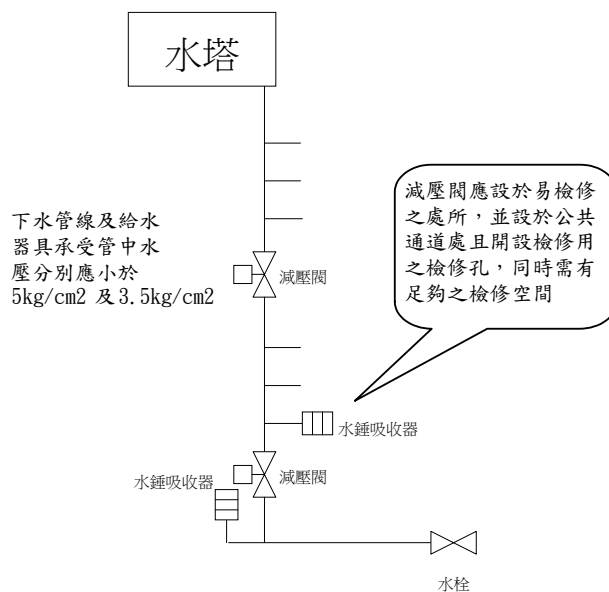 水塔
下水管線及給水
器具承受管中水
壓分別應小於
5kg/cm2 及3.5kg/cm2
減壓閥應設於易檢修
之處所，並設於公共
通道處且開設檢修用
之檢修孔，同時需有
足夠之檢修空間
減壓閥
水錘吸收器
水錘吸收器
減壓閥
水栓